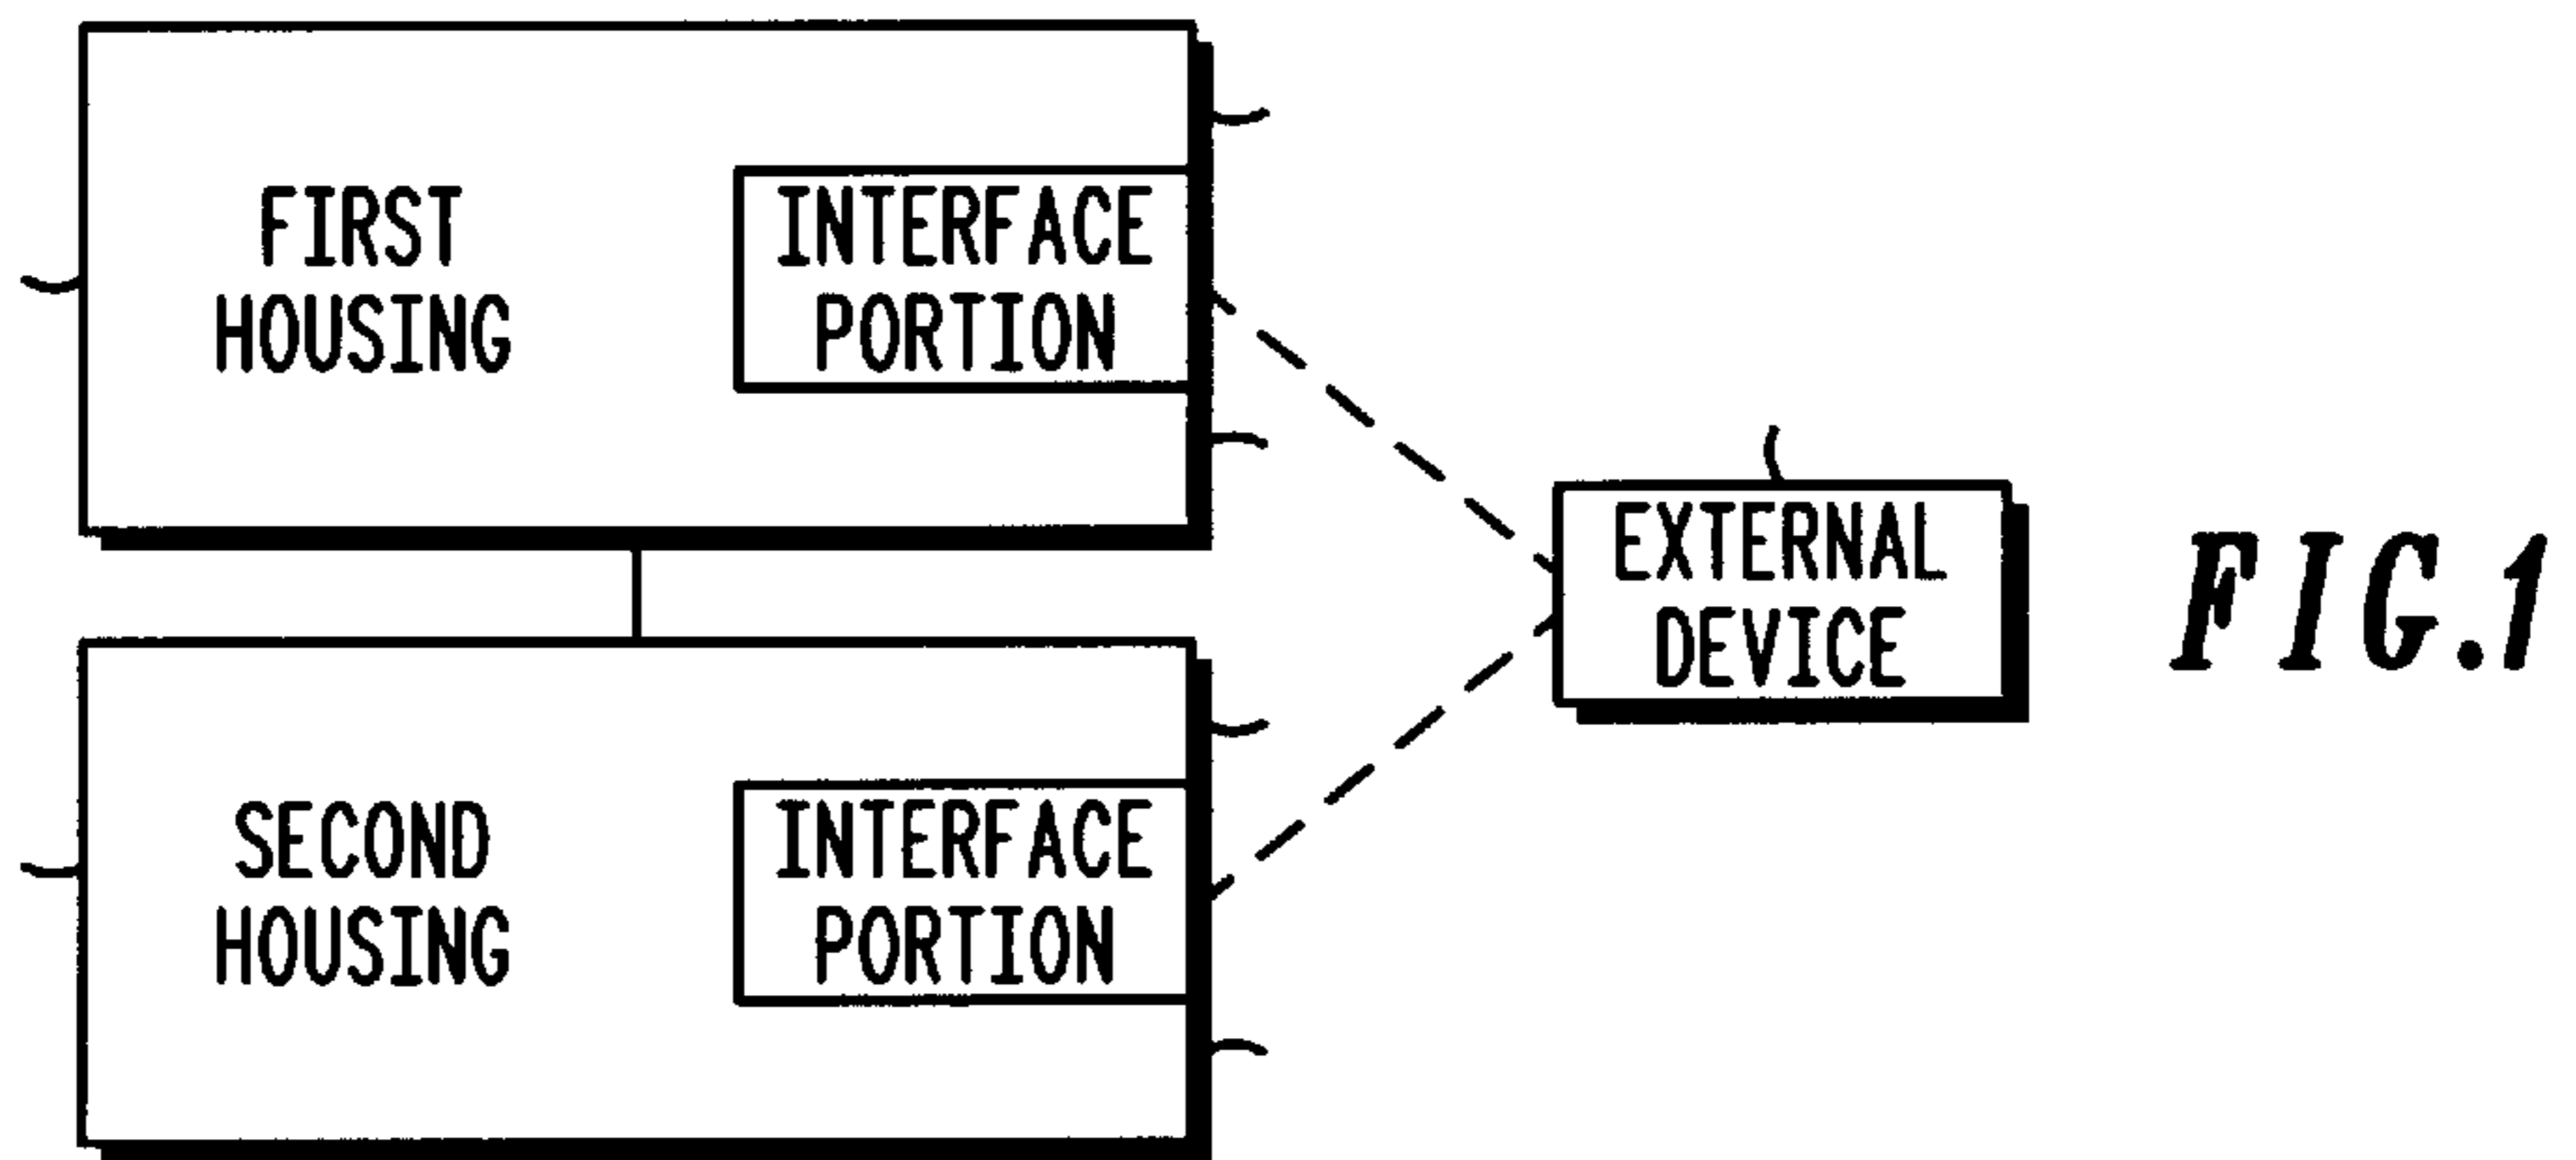 FIRST
HOUSING
INTERFACE
PORTION
EXTERNAL
DEVICE
FIG.1
SECOND
HOUSING
INTERFACE
PORTION